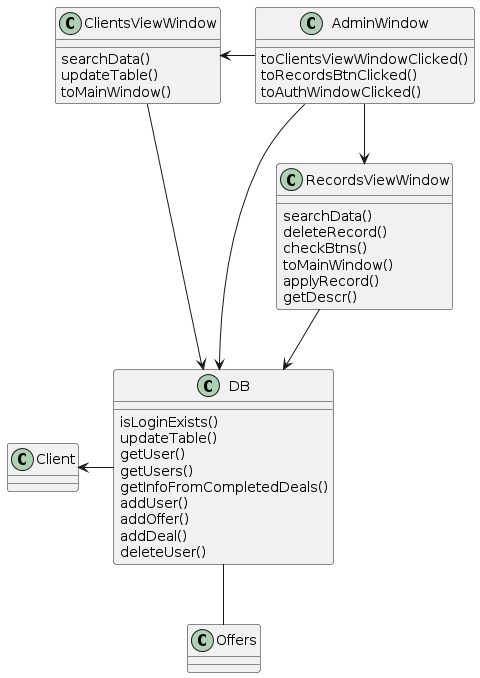 C ClientsViewWindow
searchData()
updateTable()
toMainWindow()
C AdminWindow
toClientsViewWindowClicked()
toRecordsBtnClicked()
toAuthWindowClicked()
C RecordsViewWindow
searchData()
deleteRecord()
checkBtns()
toMainWindow()
applyRecord()
getDescr()
C DB
isLoginExists()
updateTable()
getUser()
getUsers()
getInfoFromCompletedDeals()
addUser()
addOffer()
addDeal()
deleteUser()
C Client
C Offers